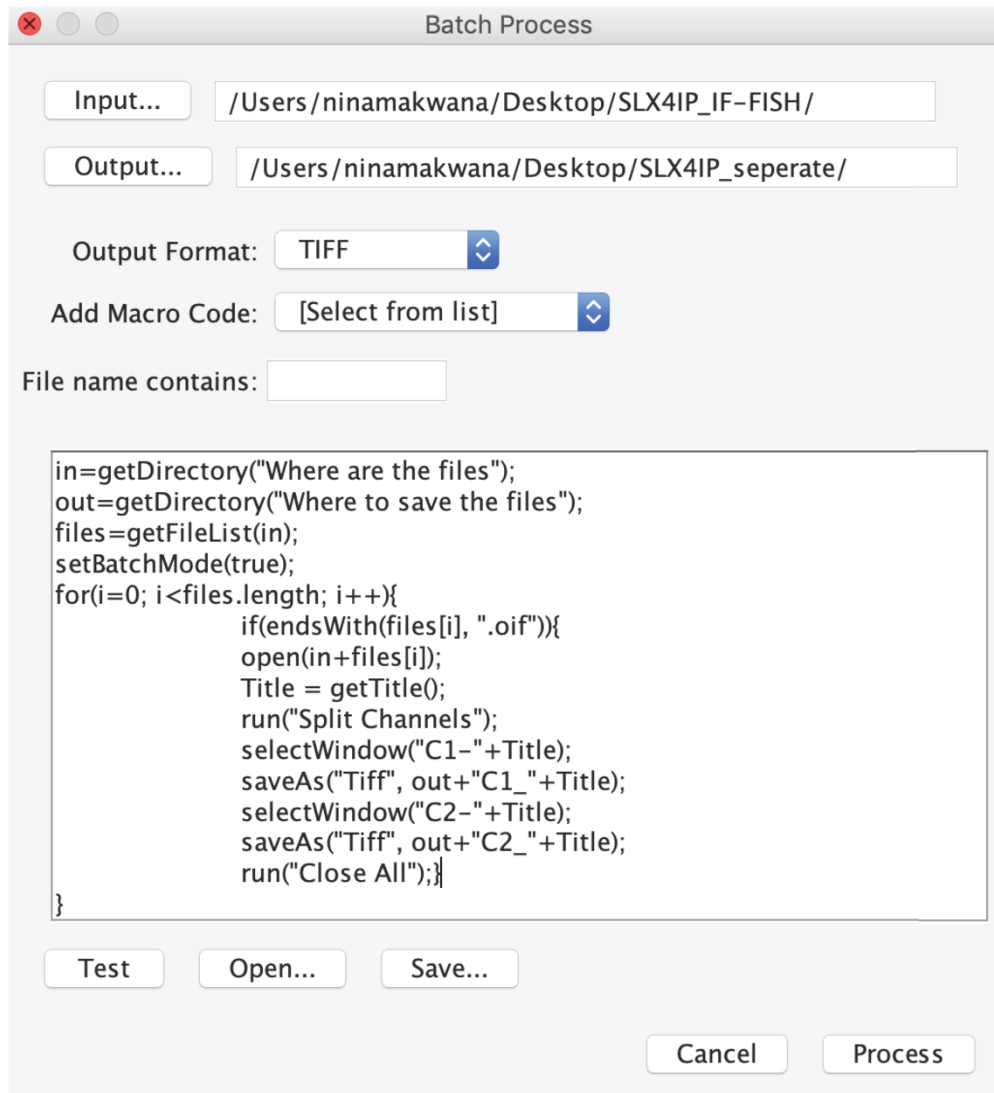 Batch Process
Input... /Users/ninamakwana/Desktop/SLX4IP_IF-FISH/
Output... /Users/ninamakwana/Desktop/SLX4IP_seperate/
Output Format: TIFF
Add Macro Code: [Select from list]
File name contains:
in=getDirectory("Where are the files");
out=getDirectory("Where to save the files");
files=getFileList(in);
setBatchMode(true);
for(i=0; i<files.length; i++){
if(endsWith(files[i], ".oif")){
open(in+files[i]);
Title = getTitle();
run("Split Channels");
selectWindow("C1-"+Title);
saveAs("Tiff", out+"C1_"+Title);
selectWindow("C2-"+Title);
saveAs("Tiff", out+"C2_"+Title);
run("Close All");}
}
Test Open... Save...
Cancel Process